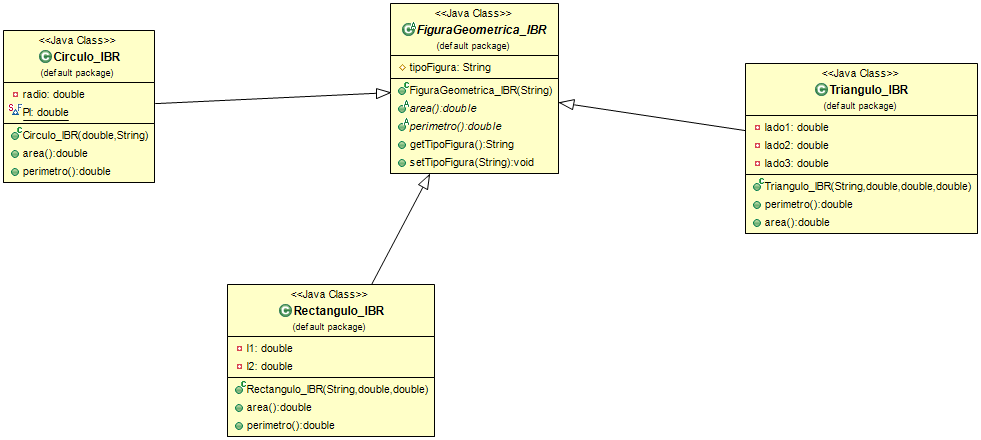 <<Java Class>>
FiguraGeometrica_IBR
(default package)
tipoFigura: String
FiguraGeometrica_IBR(String)
area():double
perimetro():double
getTipoFigura():String
setTipoFigura(String):void
<<Java Class>>
Circulo_IBR
(default package)
radio: double
PI: double
Circulo_IBR(double,String)
area():double
perimetro():double
<<Java Class>>
Triangulo_IBR
(default package)
lado1: double
lado2: double
lado3: double
Triangulo_IBR(String,double,double,double)
perimetro():double
area():double
<<Java Class>>
Rectangulo_IBR
(default package)
l1: double
l2: double
Rectangulo_IBR(String,double,double)
area():double
perimetro():double